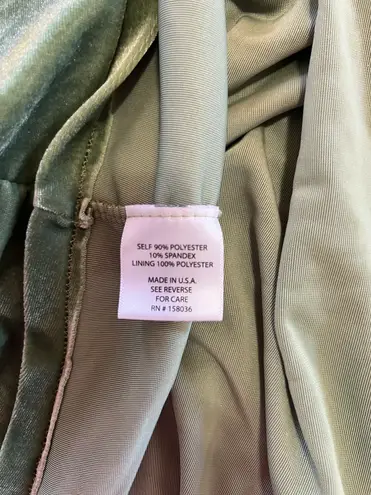 SELF 90% POLYESTER
10% SPANDEX
LINING 100% POLYESTER
MADE IN U.S.A.
SEE REVERSE
FOR CARE
RN # 158036